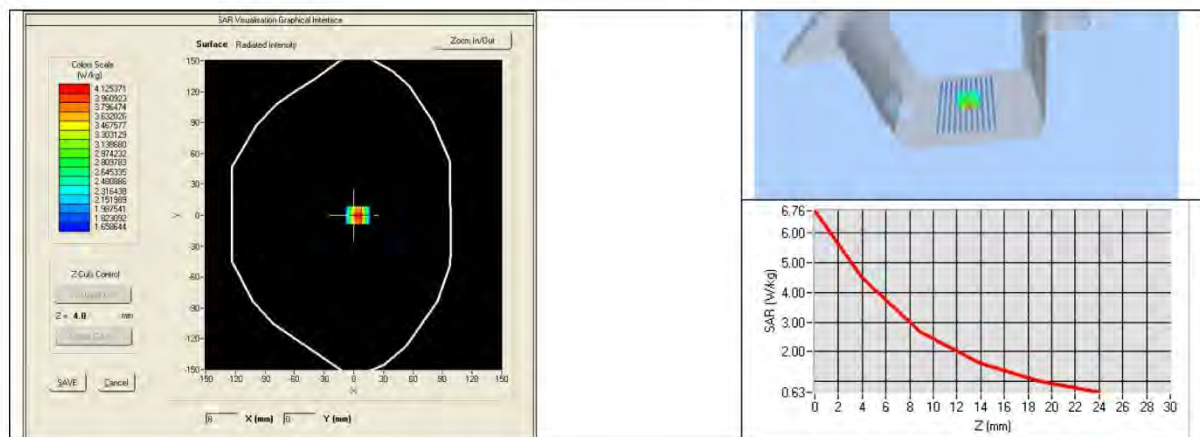 SAR Visualisation Graphical Interface
Surface Radiated Intensity
Zoom In/Out
Colors Scale
(W/kg)
4.125371
3.960923
3.796474
3.632026
3.467577
3.303129
3.138680
2.974232
2.809783
2.645335
2.480886
2.316438
2.151989
1.987541
1.823092
1.658644
150
120
90
60
30
0
-30
-60
-90
-120
-150
Y
-150 -120 -90 -60 -30 0 30 60 90 120 150
X
Z-Cuts Control
Z = 4.0 mm
SAVE Cancel
8 X (mm) 0 Y (mm)
6.76
6.00
5.00
4.00
3.00
2.00
0.63
SAR (W/kg)
0 2 4 6 8 10 12 14 16 18 20 22 24 26 28 30
Z (mm)